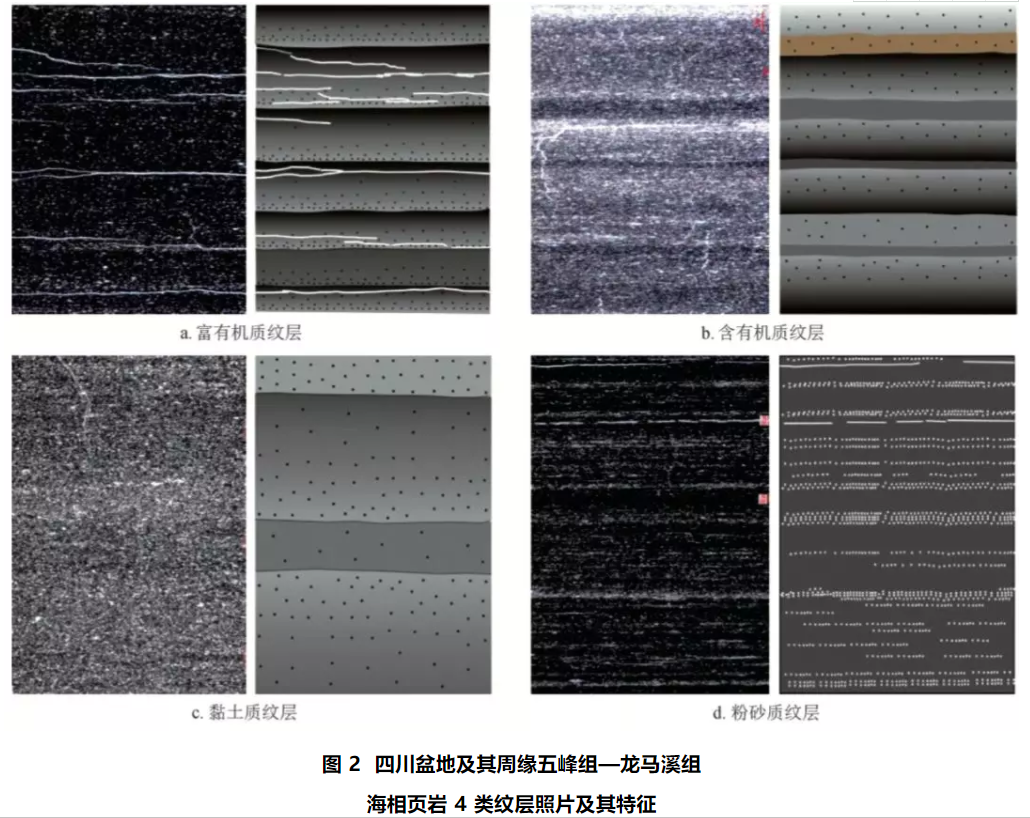 a. 富有机质纹层
b. 含有机质纹层
c. 黏土质纹层
d. 粉砂质纹层
图 2 四川盆地及其周缘五峰组—龙马溪组
海相页岩 4 类纹层照片及其特征